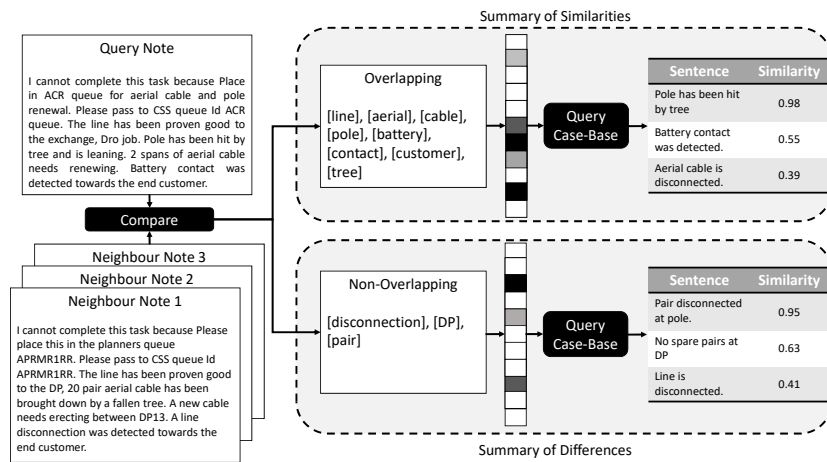 Summary of Similarities
Query Note
I cannot complete this task because Place
in ACR queue for aerial cable and pole
renewal. Please pass to CSS queue Id ACR
queue. The line has been proven good to
the exchange, Dro job. Pole has been hit by
tree and is leaning. 2 spans of aerial cable
needs renewing. Battery contact was
detected towards the end customer.
Compare
Neighbour Note 3
Neighbour Note 2
Neighbour Note 1
I cannot complete this task because Please
place this in the planners queue
APRMR1RR. Please pass to CSS queue Id
APRMR1RR. The line has been proven good
to the DP, 20 pair aerial cable has been
brought down by a fallen tree. A new cable
needs erecting between DP13. A line
disconnection was detected towards the
end customer.
Overlapping
[line], [aerial], [cable],
[pole], [battery],
[contact], [customer],
[tree]
Query
Case-Base
Sentence Similarity
Pole has been hit
by tree 0.98
Battery contact
was detected. 0.55
Aerial cable is
disconnected. 0.39
Non-Overlapping
[disconnection], [DP],
[pair]
Query
Case-Base
Sentence Similarity
Pair disconnected
at pole. 0.95
No spare pairs at
DP 0.63
Line is
disconnected. 0.41
Summary of Differences